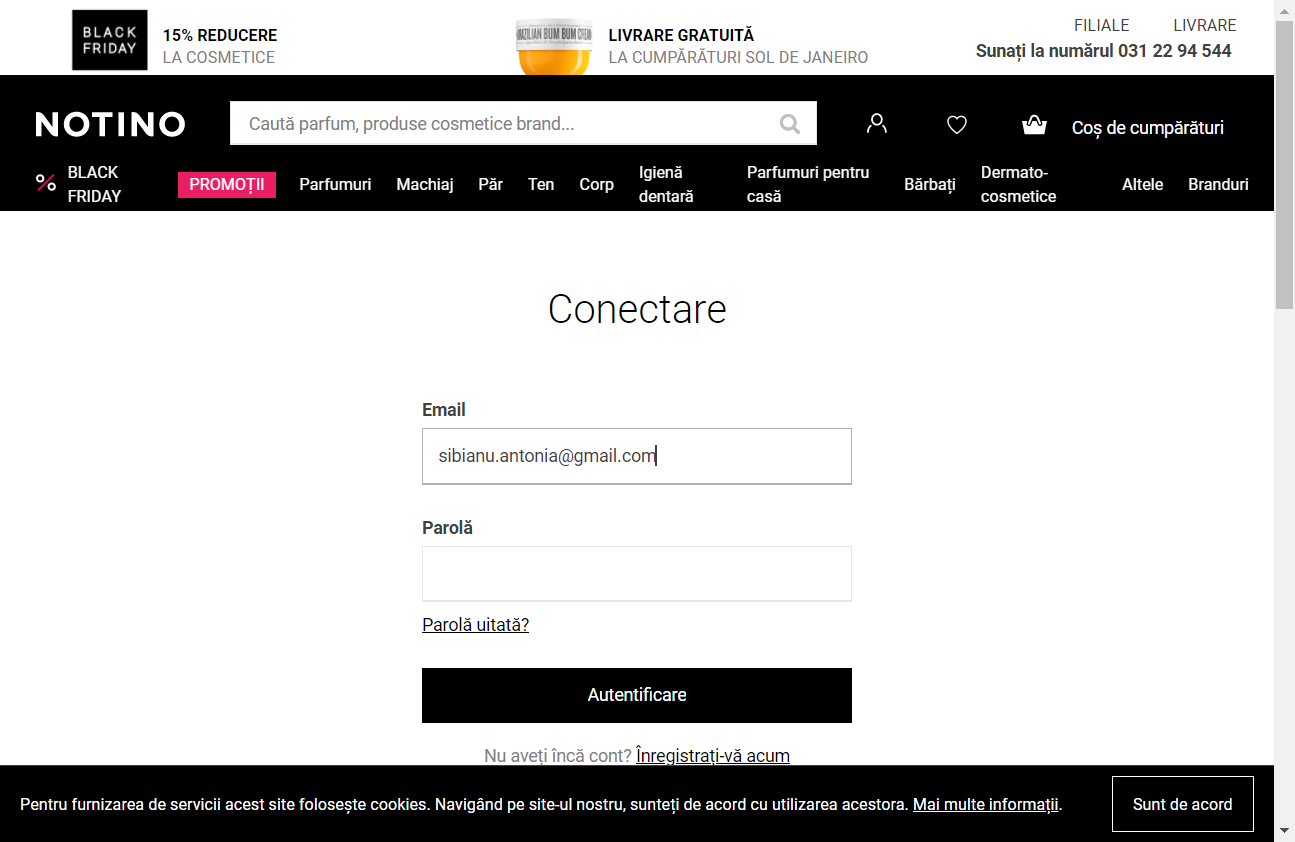 BLACK
FRIDAY
15% REDUCERE
LA COSMETICE
BRAZILIAN BUM BUM CREAM
LIVRARE GRATUITĂ
LA CUMPĂRĂTURI SOL DE JANEIRO
FILIALE LIVRARE
Sunați la numărul 031 22 94 544
NOTINO
Caută parfum, produse cosmetice brand...
Coș de cumpărături
BLACK
FRIDAY
PROMOȚII
Parfumuri
Machiaj
Păr
Ten
Corp
Igienă
dentară
Parfumuri pentru
casă
Bărbați
Dermato-
cosmetice
Altele
Branduri
Conectare
Email
sibianu.antonia@gmail.com
Parolă
Parolă uitată?
Autentificare
Nu aveți încă cont? Înregistrați-vă acum
Pentru furnizarea de servicii acest site folosește cookies. Navigând pe site-ul nostru, sunteți de acord cu utilizarea acestora. Mai multe informații.
Sunt de acord